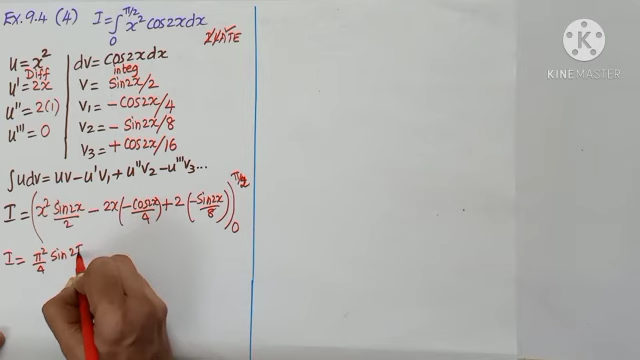 Ex.9.4 (4) I = ∫₀^π/2 x² cos2x dx
ILATE
u = x²
Diff
u' = 2x
u'' = 2(1)
u''' = 0
dv = cos2x dx
integ
v = sin2x/2
v₁ = -cos2x/4
v₂ = -sin2x/8
v₃ = +cos2x/16
∫udv = uv - u'v₁ + u''v₂ - u'''v₃...
I = (x² sin2x/2 - 2x(-cos2x/4) + 2(-sin2x/8))₀^π/2
I = π²/4 sin 2
KINEMASTER